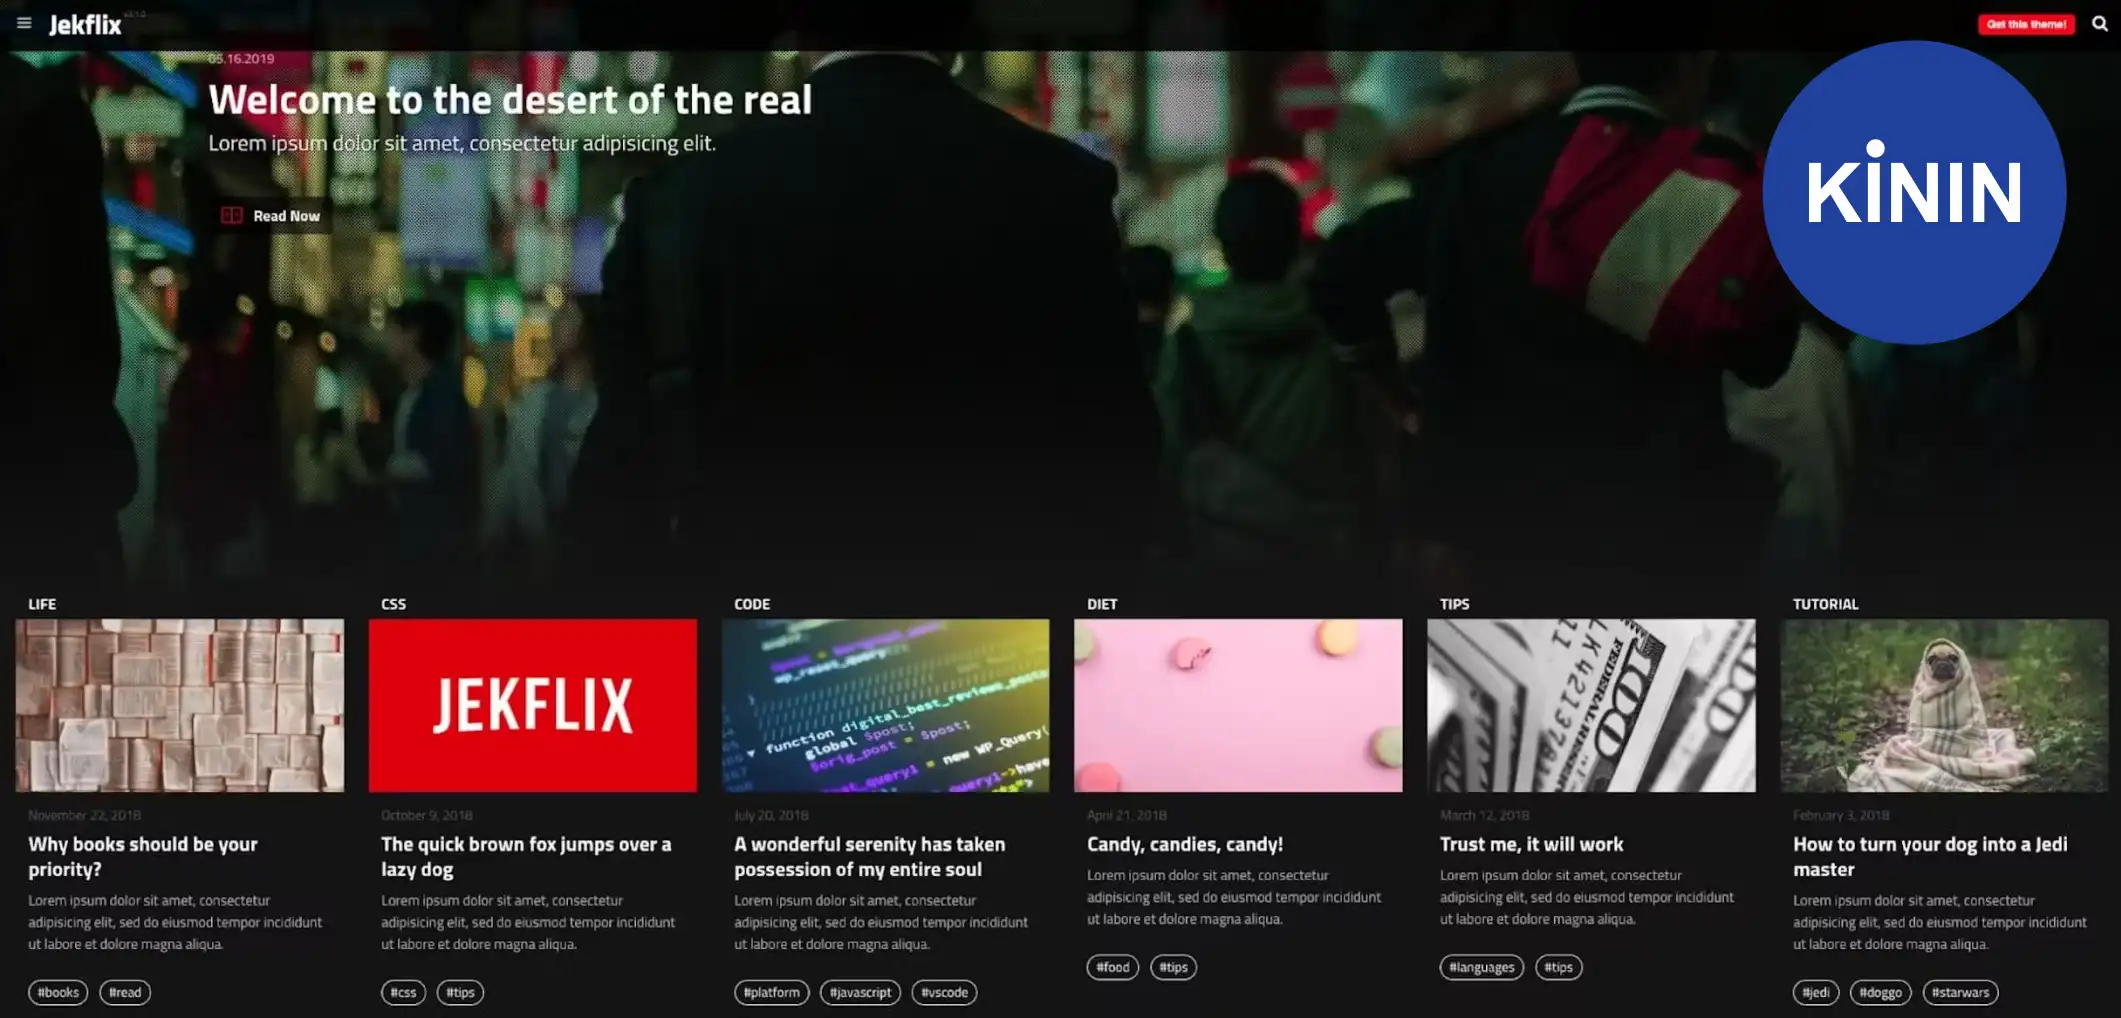 Jekflix
Get this theme!
05.16.2019
Welcome to the desert of the real
Lorem ipsum dolor sit amet, consectetur adipisicing elit.
Read Now
KiNIN
LIFE
November 22, 2018
Why books should be your
priority?
Lorem ipsum dolor sit amet, consectetur
adipisicing elit, sed do eiusmod tempor incididunt
ut labore et dolore magna aliqua.
#books #read
CSS
JEKFLIX
October 9, 2018
The quick brown fox jumps over a
lazy dog
Lorem ipsum dolor sit amet, consectetur
adipisicing elit, sed do eiusmod tempor incididunt
ut labore et dolore magna aliqua.
#css #tips
CODE
wp_reset_query
function digital_best_reviews_posts
global $post;
$orig_post = $post;
= new WP_Query(
July 20, 2018
A wonderful serenity has taken
possession of my entire soul
Lorem ipsum dolor sit amet, consectetur
adipisicing elit, sed do eiusmod tempor incididunt
ut labore et dolore magna aliqua.
#platform #javascript #vscode
DIET
April 21, 2018
Candy, candies, candy!
Lorem ipsum dolor sit amet, consectetur
adipisicing elit, sed do eiusmod tempor incididunt
ut labore et dolore magna aliqua.
#food #tips
TIPS
100
March 12, 2018
Trust me, it will work
Lorem ipsum dolor sit amet, consectetur
adipisicing elit, sed do eiusmod tempor incididunt
ut labore et dolore magna aliqua.
#languages #tips
TUTORIAL
February 3, 2018
How to turn your dog into a Jedi
master
Lorem ipsum dolor sit amet, consectetur
adipisicing elit, sed do eiusmod tempor incididunt
ut labore et dolore magna aliqua.
#jedi #doggo #starwars